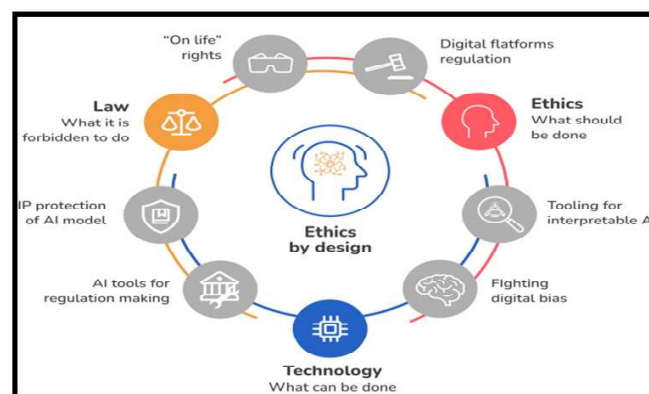 “On life”
rights
Digital flatforms
regulation
Law
What it is
forbidden to do
Ethics
What should
be done
IP protection
of AI model
Ethics
by design
Tooling for
interpretable A
AI tools for
regulation making
FIghting
digital bias
Technology
What can be done